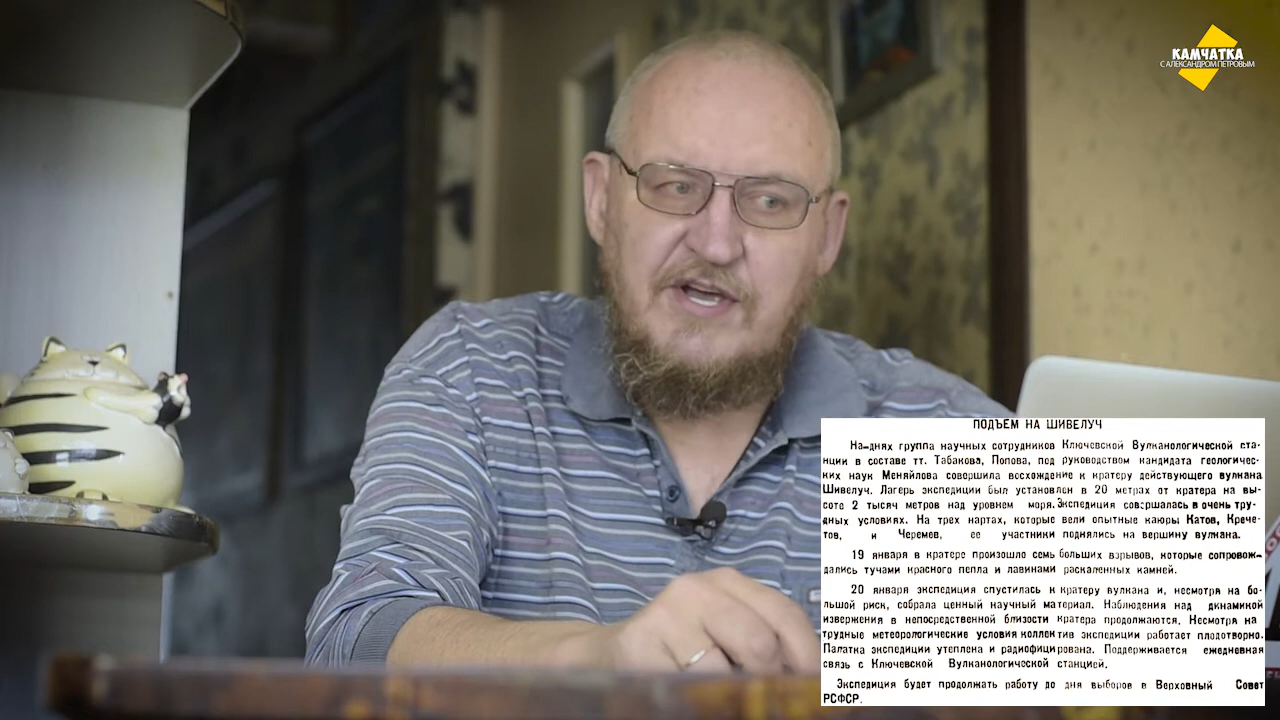 КАМЧАТКА
С АЛЕКСАНДРОМ ПЕТРОВЫМ
ПОДЪЕМ НА ШИВЕЛУЧ
На-днях группа научных сотрудников Ключевской Вулканологической ста-
нции в составе тт. Табакова, Попова, под руководством кандидата геологичес-
ких наук Меняйлова совершила восхождение к кратеру действующего вулкана
Шивелуч. Лагерь экспедиции был установлен в 20 метрах от кратера на вы-
соте 2 тысяч метров над уровнем моря. Экспедиция совершалась в очень тру-
дных условиях. На трех нартах, которые вели опытные каюры Катов, Крече-
тов, и Черемов, ее участники поднялись на вершину вулкана.
19 января в кратере произошло семь больших взрывов, которые сопровож-
дались тучами красного пепла и лавинами раскаленных камней.
20 января экспедиция спустилась к кратеру вулкана и, несмотря на бо-
льшой риск, собрала ценный научный материал. Наблюдения над динамикой
извержения в непосредственной близости кратера продолжаются. Несмотря на
трудные метеорологические условия коллектив экспедиции работает плодотворно.
Палатка экспедиции утеплена и радиофицирована. Поддерживается ежедневная
связь с Ключевской Вулканологической станцией.
Экспедиция будет продолжать работу до дня выборов в Верховный Совет
РСФСР.